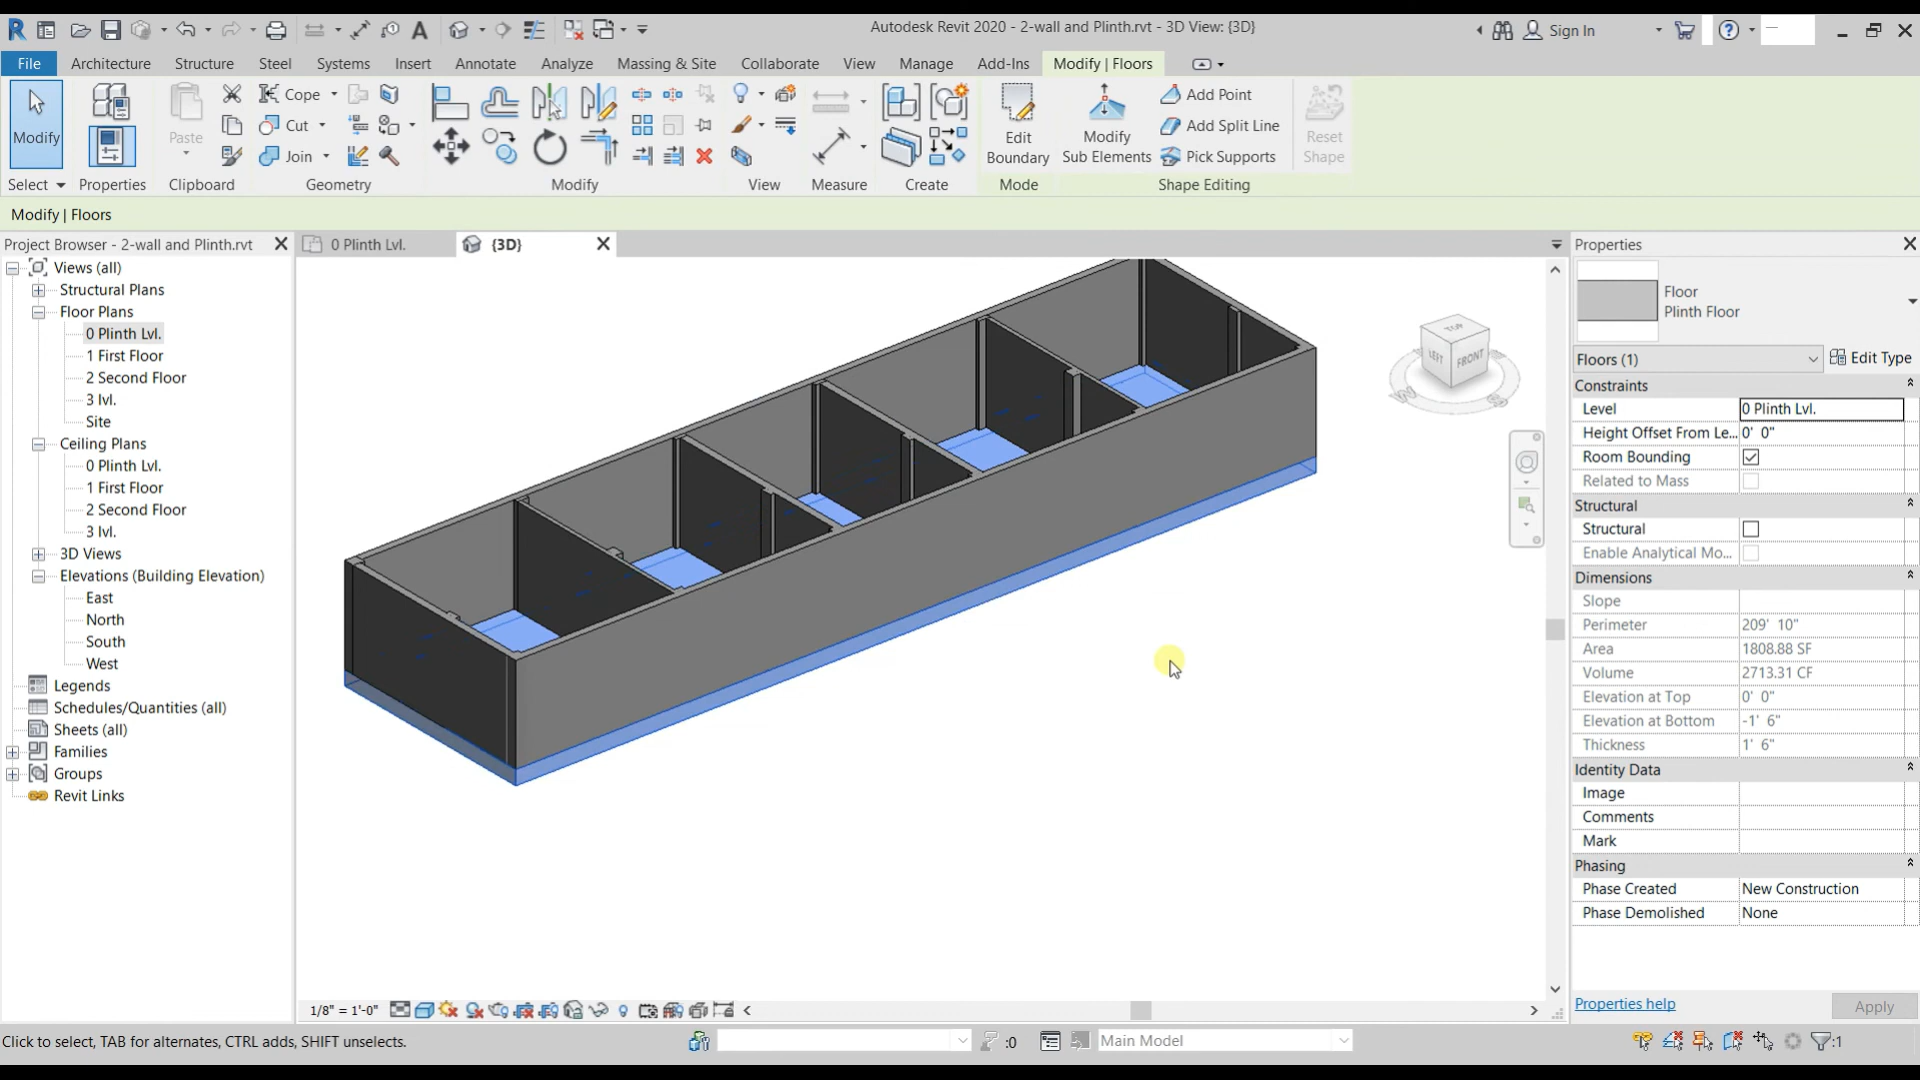 Autodesk Revit 2020 - 2-wall and Plinth.rvt - 3D View: {3D}
Sign In
File Architecture Structure Steel Systems Insert Annotate Analyze Massing & Site Collaborate View Manage Add-Ins Modify | Floors
Modify
Paste
Cope
Cut
Join
Edit
Boundary
Modify
Sub Elements
Add Point
Add Split Line
Pick Supports
Reset
Shape
Select Properties Clipboard Geometry Modify View Measure Create Mode Shape Editing
Modify | Floors
Project Browser - 2-wall and Plinth.rvt
0 Plinth Lvl.
{3D}
Properties
Views (all)
Structural Plans
Floor Plans
0 Plinth Lvl.
1 First Floor
2 Second Floor
3 lvl.
Site
Ceiling Plans
0 Plinth Lvl.
1 First Floor
2 Second Floor
3 lvl.
3D Views
Elevations (Building Elevation)
East
North
South
West
Legends
Schedules/Quantities (all)
Sheets (all)
Families
Groups
Revit Links
TOP
LEFT
FRONT
W
S
Floor
Plinth Floor
Floors (1)
Edit Type
Constraints
Level 0 Plinth Lvl.
Height Offset From Le... 0' 0"
Room Bounding
Related to Mass
Structural
Structural
Enable Analytical Mo...
Dimensions
Slope
Perimeter 209' 10"
Area 1808.88 SF
Volume 2713.31 CF
Elevation at Top 0' 0"
Elevation at Bottom -1' 6"
Thickness 1' 6"
Identity Data
Image
Comments
Mark
Phasing
Phase Created New Construction
Phase Demolished None
Properties help
Apply
1/8" = 1'-0"
Click to select, TAB for alternates, CTRL adds, SHIFT unselects.
:0
Main Model
:1